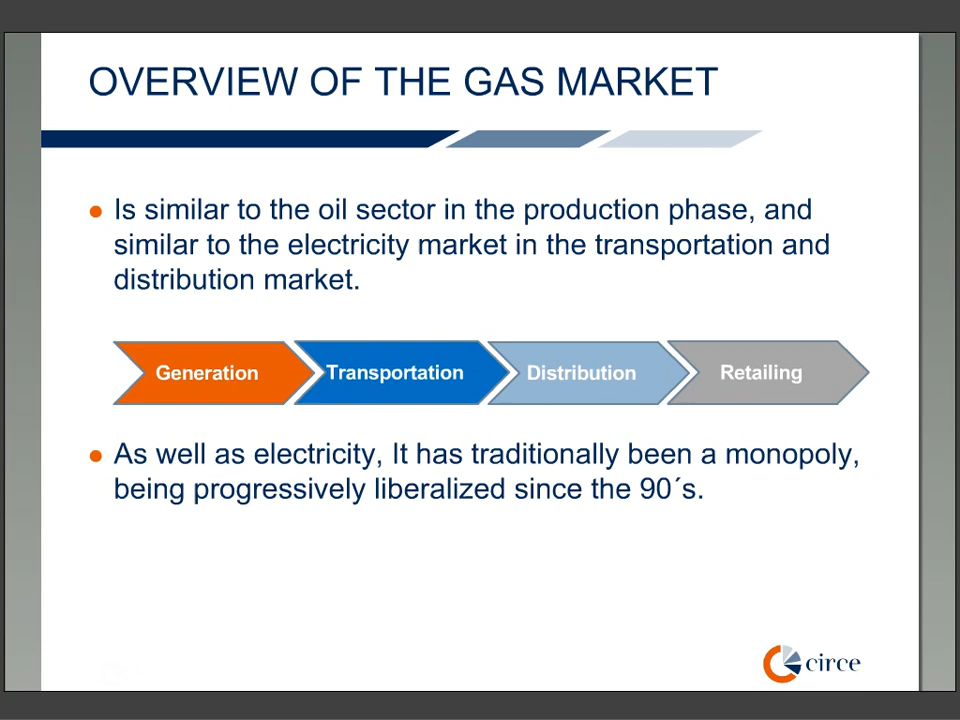 OVERVIEW OF THE GAS MARKET
● Is similar to the oil sector in the production phase, and
similar to the electricity market in the transportation and
distribution market.
Generation Transportation Distribution Retailing
● As well as electricity, It has traditionally been a monopoly,
being progressively liberalized since the 90´s.
circe